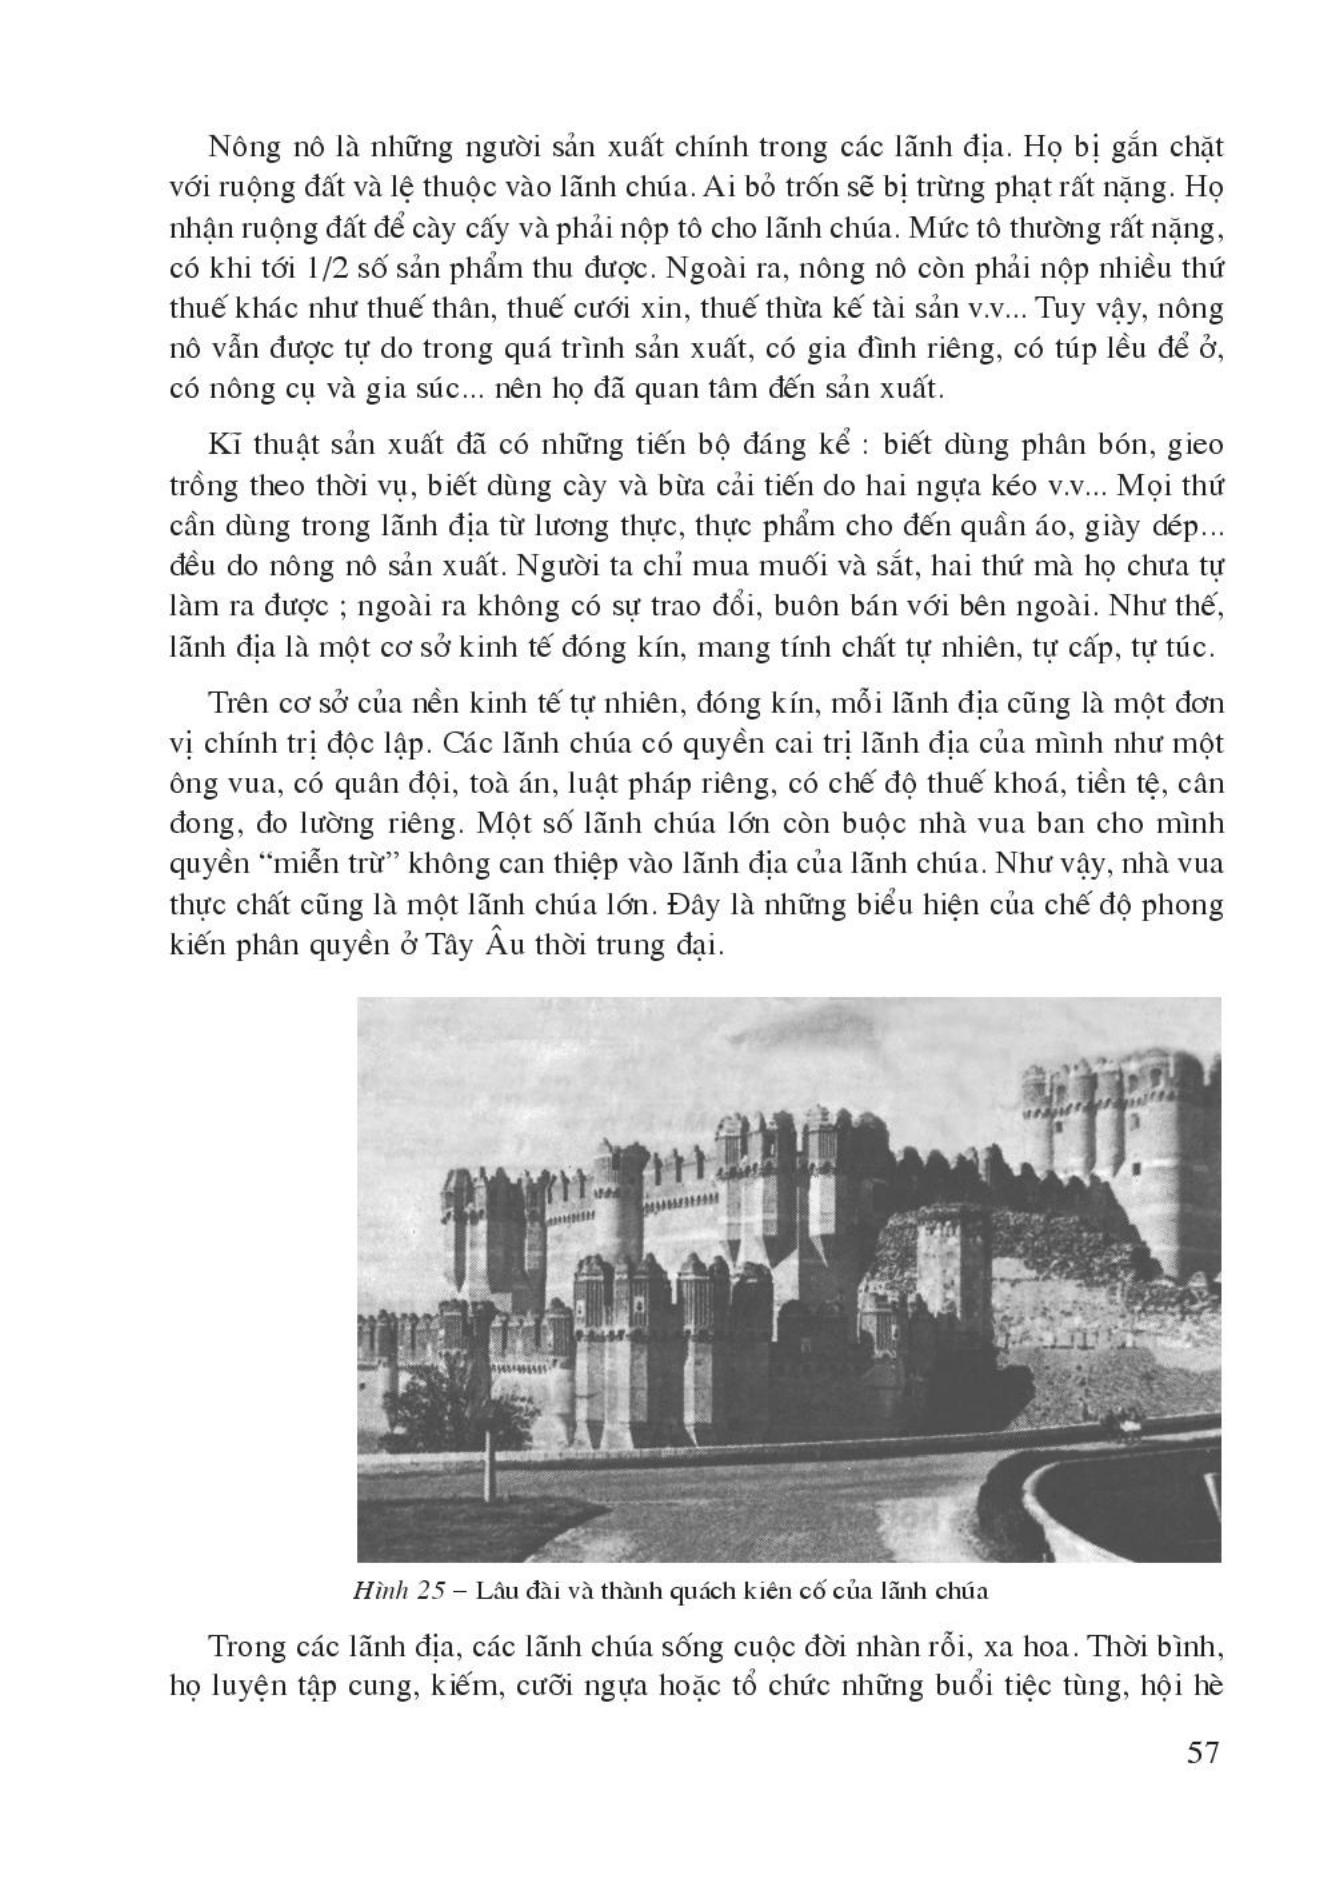 Nông nô là những người sản xuất chính trong các lãnh địa. Họ bị gắn chặt
với ruộng đất và lệ thuộc vào lãnh chúa. Ai bỏ trốn sẽ bị trừng phạt rất nặng. Họ
nhận ruộng đất để cày cấy và phải nộp tô cho lãnh chúa. Mức tô thường rất nặng,
có khi tới 1/2 số sản phẩm thu được. Ngoài ra, nông nô còn phải nộp nhiều thứ
thuế khác như thuế thân, thuế cưới xin, thuế thừa kế tài sản v.v... Tuy vậy, nông
nô vẫn được tự do trong quá trình sản xuất, có gia đình riêng, có túp lều để ở,
có nông cụ và gia súc... nên họ đã quan tâm đến sản xuất.
Kĩ thuật sản xuất đã có những tiến bộ đáng kể : biết dùng phân bón, gieo
trồng theo thời vụ, biết dùng cày và bừa cải tiến do hai ngựa kéo v.v... Mọi thứ
cần dùng trong lãnh địa từ lương thực, thực phẩm cho đến quần áo, giày dép...
đều do nông nô sản xuất. Người ta chỉ mua muối và sắt, hai thứ mà họ chưa tự
làm ra được ; ngoài ra không có sự trao đổi, buôn bán với bên ngoài. Như thế,
lãnh địa là một cơ sở kinh tế đóng kín, mang tính chất tự nhiên, tự cấp, tự túc.
Trên cơ sở của nền kinh tế tự nhiên, đóng kín, mỗi lãnh địa cũng là một đơn
vị chính trị độc lập. Các lãnh chúa có quyền cai trị lãnh địa của mình như một
ông vua, có quân đội, toà án, luật pháp riêng, có chế độ thuế khoá, tiền tệ, cân
đong, đo lường riêng. Một số lãnh chúa lớn còn buộc nhà vua ban cho mình
quyền “miễn trừ” không can thiệp vào lãnh địa của lãnh chúa. Như vậy, nhà vua
thực chất cũng là một lãnh chúa lớn. Đây là những biểu hiện của chế độ phong
kiến phân quyền ở Tây Âu thời trung đại.
Hình 25 – Lâu đài và thành quách kiên cố của lãnh chúa
Trong các lãnh địa, các lãnh chúa sống cuộc đời nhàn rỗi, xa hoa. Thời bình,
họ luyện tập cung, kiếm, cưỡi ngựa hoặc tổ chức những buổi tiệc tùng, hội hè
57